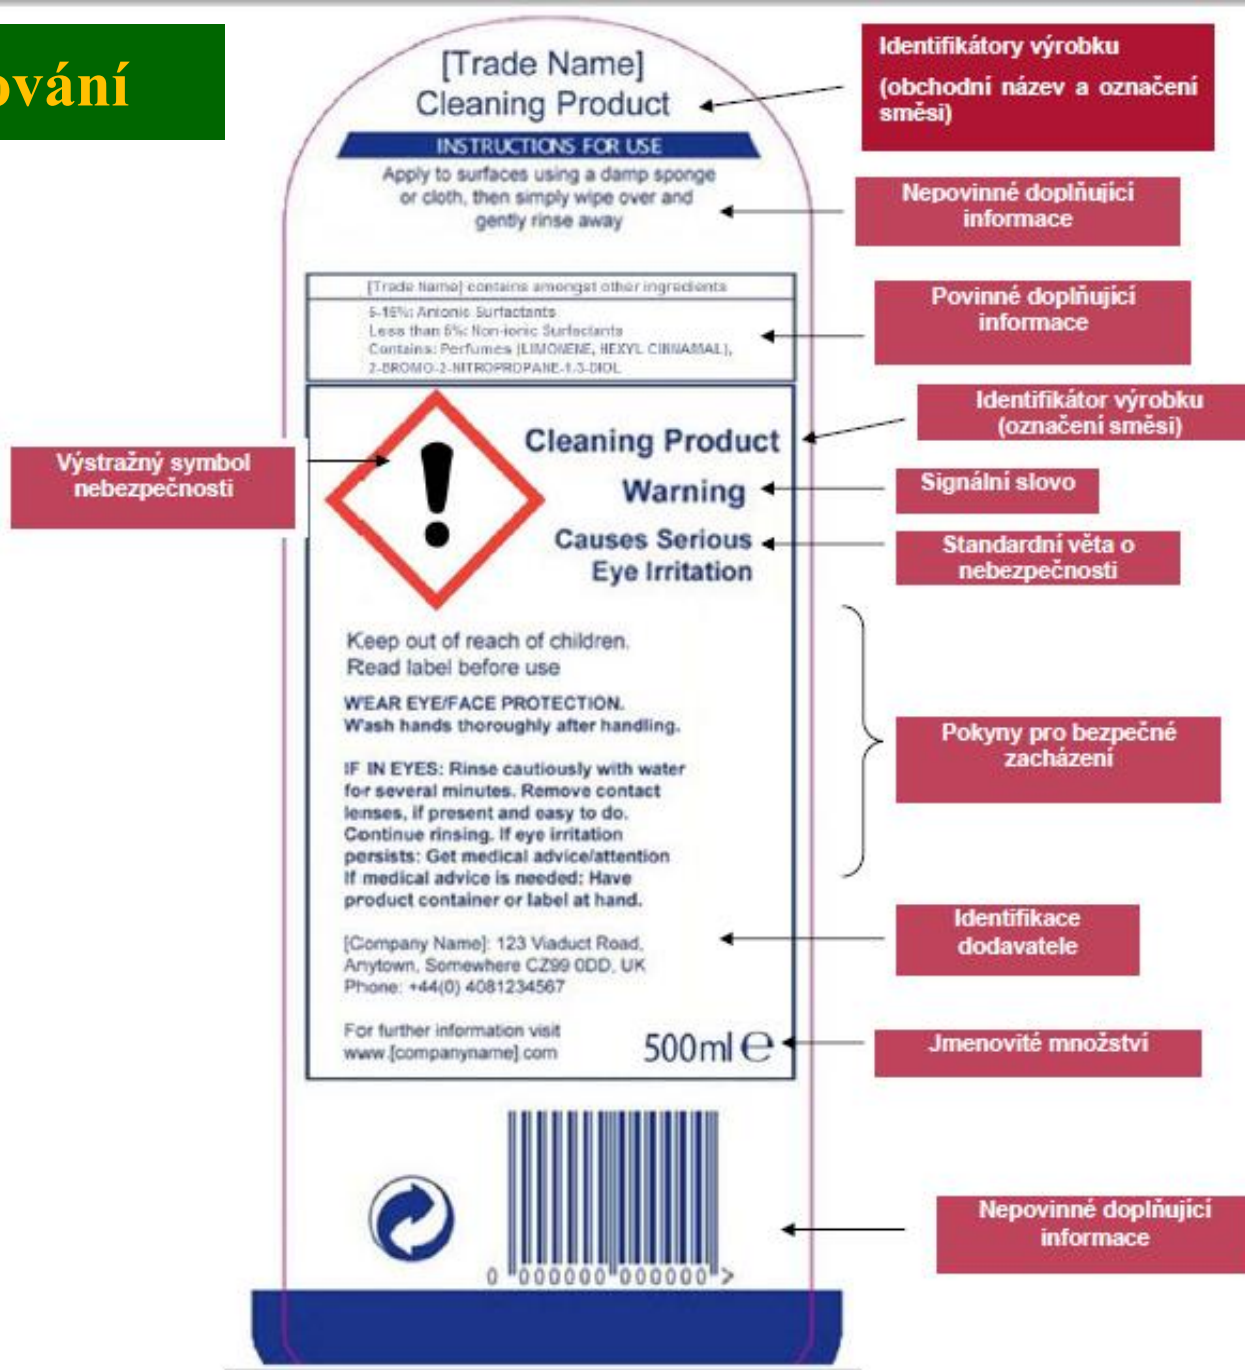 ování
[Trade Name]
Cleaning Product
INSTRUCTIONS FOR USE
Apply to surfaces using a damp sponge
or cloth, then simply wipe over and
gently rinse away
[Trade Name] contains amongst other ingredients
5-15%: Anionic Surfactants
Less than 5%: Non-ionic Surfactants
Contains: Perfumes (LIMONENE, HEXYL CINNAMAL),
2-BROMO-2-NITROPROPANE-1,3-DIOL
Cleaning Product
Warning
Causes Serious
Eye Irritation
Keep out of reach of children.
Read label before use
WEAR EYE/FACE PROTECTION.
Wash hands thoroughly after handling.
IF IN EYES: Rinse cautiously with water
for several minutes. Remove contact
lenses, if present and easy to do.
Continue rinsing. If eye irritation
persists: Get medical advice/attention
If medical advice is needed: Have
product container or label at hand.
[Company Name]: 123 Viaduct Road,
Anytown, Somewhere CZ99 0DD, UK
Phone: +44(0) 4081234567
For further information visit
www.[companyname].com
500ml ℮
0 000000 000000 >
Výstražný symbol
nebezpečnosti
Identifikátory výrobku
(obchodní název a označení
směsi)
Nepovinné doplňující
informace
Povinné doplňující
informace
Identifikátor výrobku
(označení směsi)
Signální slovo
Standardní věta o
nebezpečnosti
Pokyny pro bezpečné
zacházení
Identifikace
dodavatele
Jmenovité množství
Nepovinné doplňující
informace